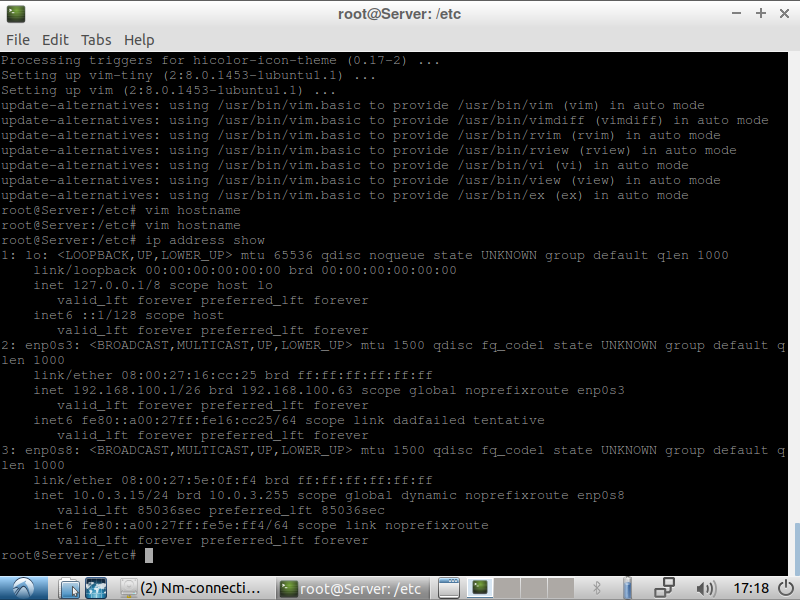 root@Server: /etc
File Edit Tabs Help
Processing triggers for hicolor-icon-theme (0.17-2) ...
Setting up vim-tiny (2:8.0.1453-1ubuntu1.1) ...
Setting up vim (2:8.0.1453-1ubuntu1.1) ...
update-alternatives: using /usr/bin/vim.basic to provide /usr/bin/vim (vim) in auto mode
update-alternatives: using /usr/bin/vim.basic to provide /usr/bin/vimdiff (vimdiff) in auto mode
update-alternatives: using /usr/bin/vim.basic to provide /usr/bin/rvim (rvim) in auto mode
update-alternatives: using /usr/bin/vim.basic to provide /usr/bin/rview (rview) in auto mode
update-alternatives: using /usr/bin/vim.basic to provide /usr/bin/vi (vi) in auto mode
update-alternatives: using /usr/bin/vim.basic to provide /usr/bin/view (view) in auto mode
update-alternatives: using /usr/bin/vim.basic to provide /usr/bin/ex (ex) in auto mode
root@Server:/etc# vim hostname
root@Server:/etc# vim hostname
root@Server:/etc# ip address show
1: lo: <LOOPBACK,UP,LOWER_UP> mtu 65536 qdisc noqueue state UNKNOWN group default qlen 1000
link/loopback 00:00:00:00:00:00 brd 00:00:00:00:00:00
inet 127.0.0.1/8 scope host lo
valid_lft forever preferred_lft forever
inet6 ::1/128 scope host
valid_lft forever preferred_lft forever
2: enp0s3: <BROADCAST,MULTICAST,UP,LOWER_UP> mtu 1500 qdisc fq_codel state UNKNOWN group default q
len 1000
link/ether 08:00:27:16:cc:25 brd ff:ff:ff:ff:ff:ff
inet 192.168.100.1/26 brd 192.168.100.63 scope global noprefixroute enp0s3
valid_lft forever preferred_lft forever
inet6 fe80::a00:27ff:fe16:cc25/64 scope link dadfailed tentative
valid_lft forever preferred_lft forever
3: enp0s8: <BROADCAST,MULTICAST,UP,LOWER_UP> mtu 1500 qdisc fq_codel state UNKNOWN group default q
len 1000
link/ether 08:00:27:5e:0f:f4 brd ff:ff:ff:ff:ff:ff
inet 10.0.3.15/24 brd 10.0.3.255 scope global dynamic noprefixroute enp0s8
valid_lft 85036sec preferred_lft 85036sec
inet6 fe80::a00:27ff:fe5e:ff4/64 scope link noprefixroute
valid_lft forever preferred_lft forever
root@Server:/etc#
(2) Nm-connecti... root@Server: /etc 17:18